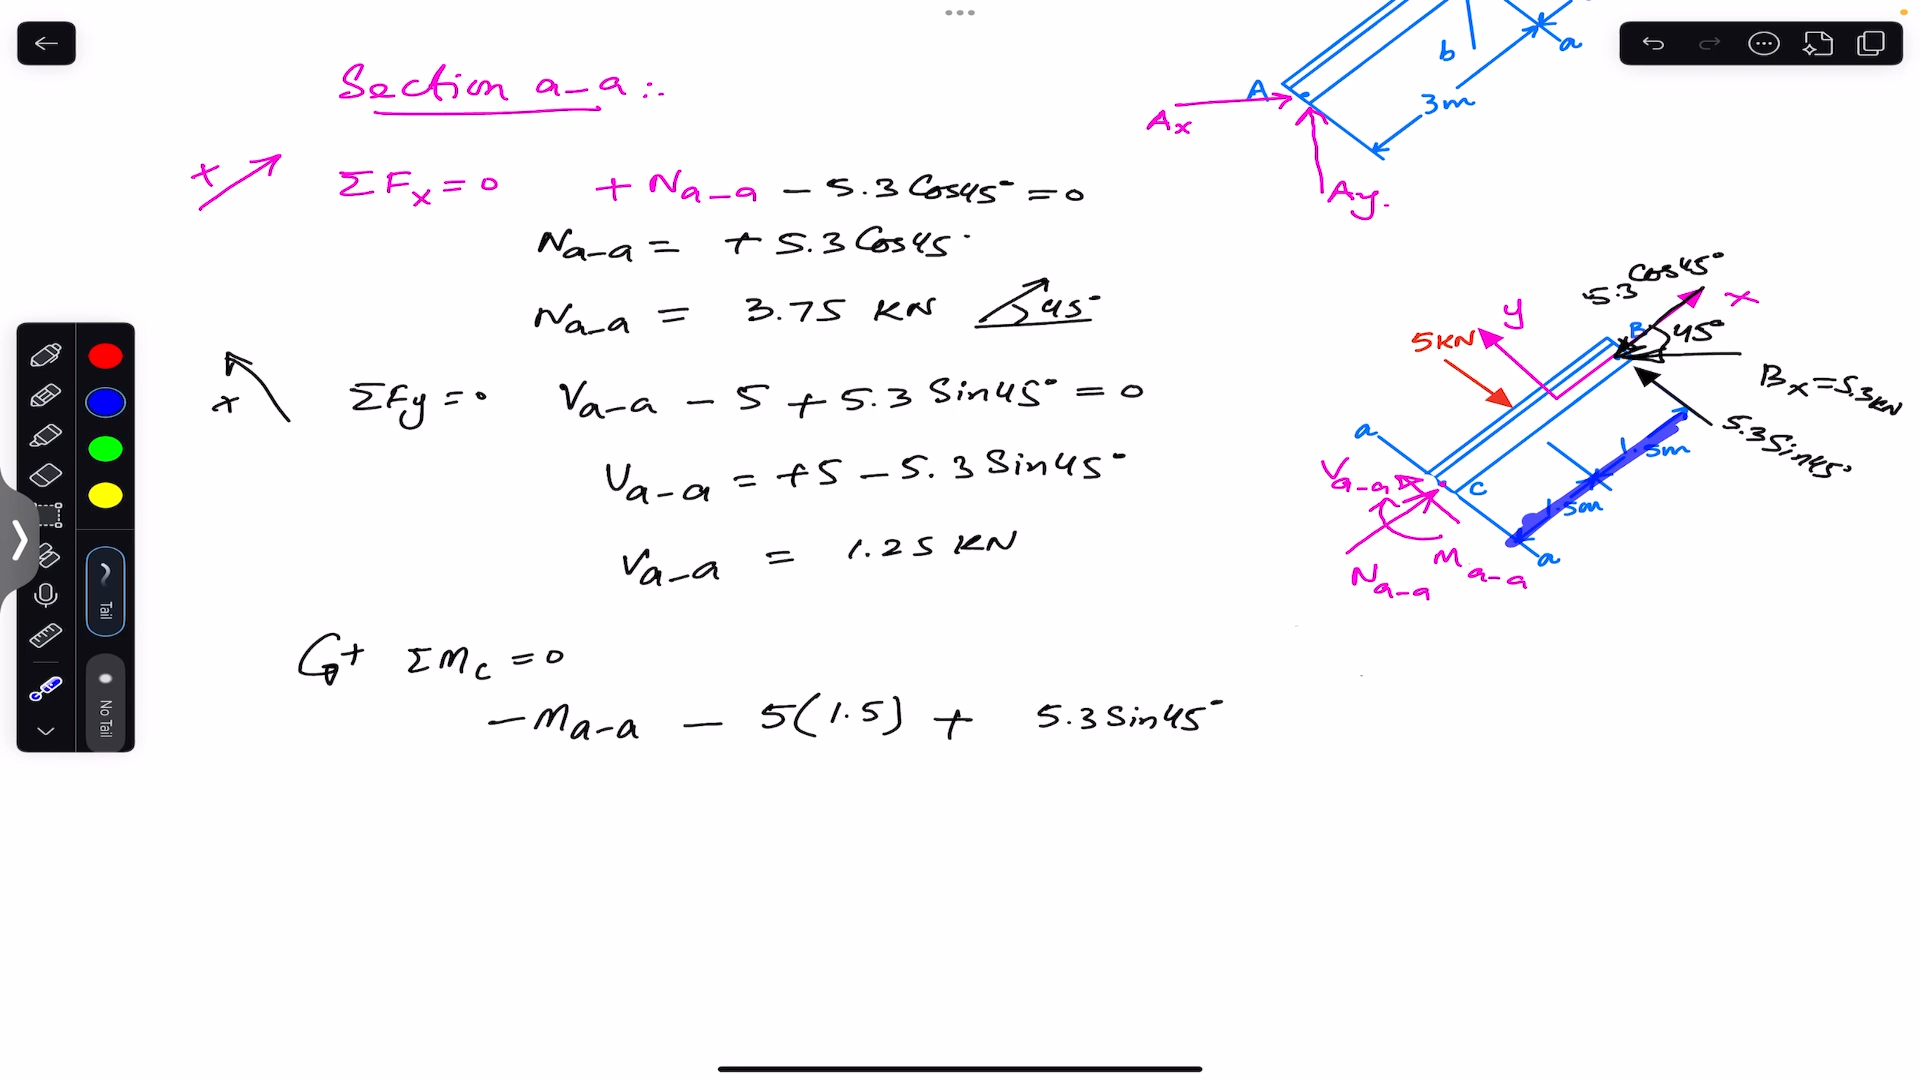 Section a-a :.
ΣFx = 0 + Na-a - 5.3 Cos45° = 0
Na-a = + 5.3 Cos45°
Na-a = 3.75 KN 45°
+
ΣFy = 0 Va-a - 5 + 5.3 Sin45° = 0
+
Va-a = +5 - 5.3 Sin45°
Va-a = 1.25 KN
+ ΣMc = 0
-Ma-a - 5(1.5) + 5.3 Sin45°
b
a
A
3m
Ax
Ay.
5.3 Cos45°
x
y
B
45°
5KN
Bx = 5.3KN
5.3 Sin45°
a
1.5m
Va-a
C
1.5m
a
Ma-a
Na-a
Tail
No Tail